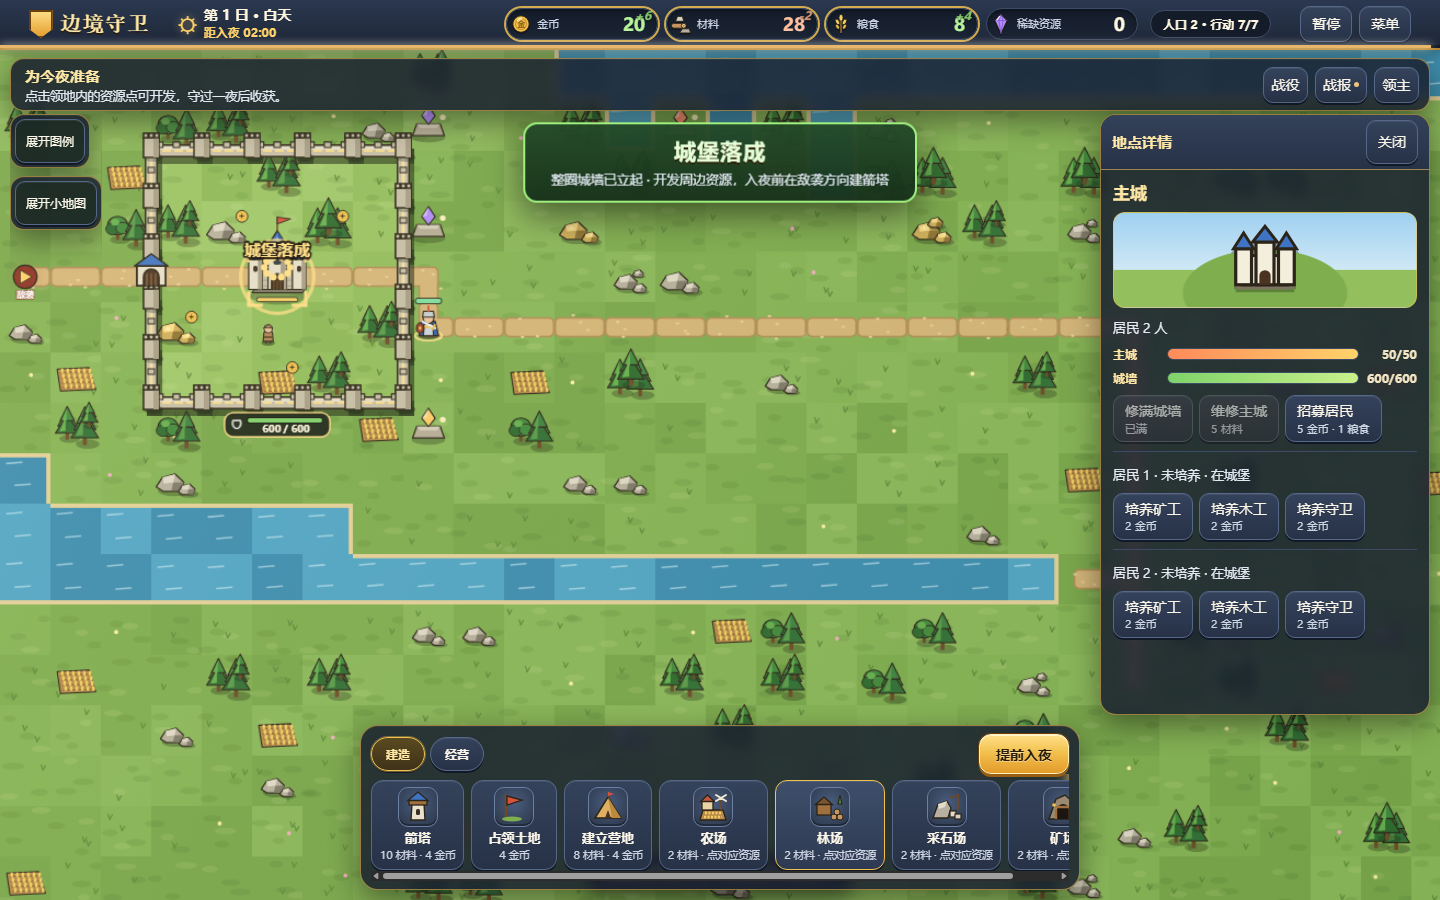 边境守卫
第 1 日 · 白天
距入夜 02:00
金币
20
+6
材料
28
粮食
8
+4
稀缺资源
0
人口 2 · 行动 7/7
暂停
菜单
为今夜准备
点击领地内的资源点可开发，守过一夜后收获。
战役
战报
领主
展开图例
展开小地图
城堡落成
整圈城墙已立起 · 开发周边资源，入夜前在敌袭方向建箭塔
城堡落成
敌袭
600 / 600
地点详情
关闭
主城
居民 2 人
主城
50/50
城墙
600/600
修满城墙
已满
维修主城
5 材料
招募居民
5 金币 · 1 粮食
居民 1 · 未培养 · 在城堡
培养矿工
2 金币
培养木工
2 金币
培养守卫
2 金币
居民 2 · 未培养 · 在城堡
培养矿工
2 金币
培养木工
2 金币
培养守卫
2 金币
建造
经营
提前入夜
箭塔
10 材料 · 4 金币
占领土地
4 金币
建立营地
8 材料 · 4 金币
农场
2 材料 · 点对应资源
林场
2 材料 · 点对应资源
采石场
2 材料 · 点对应资源
矿
2 材料 · 点